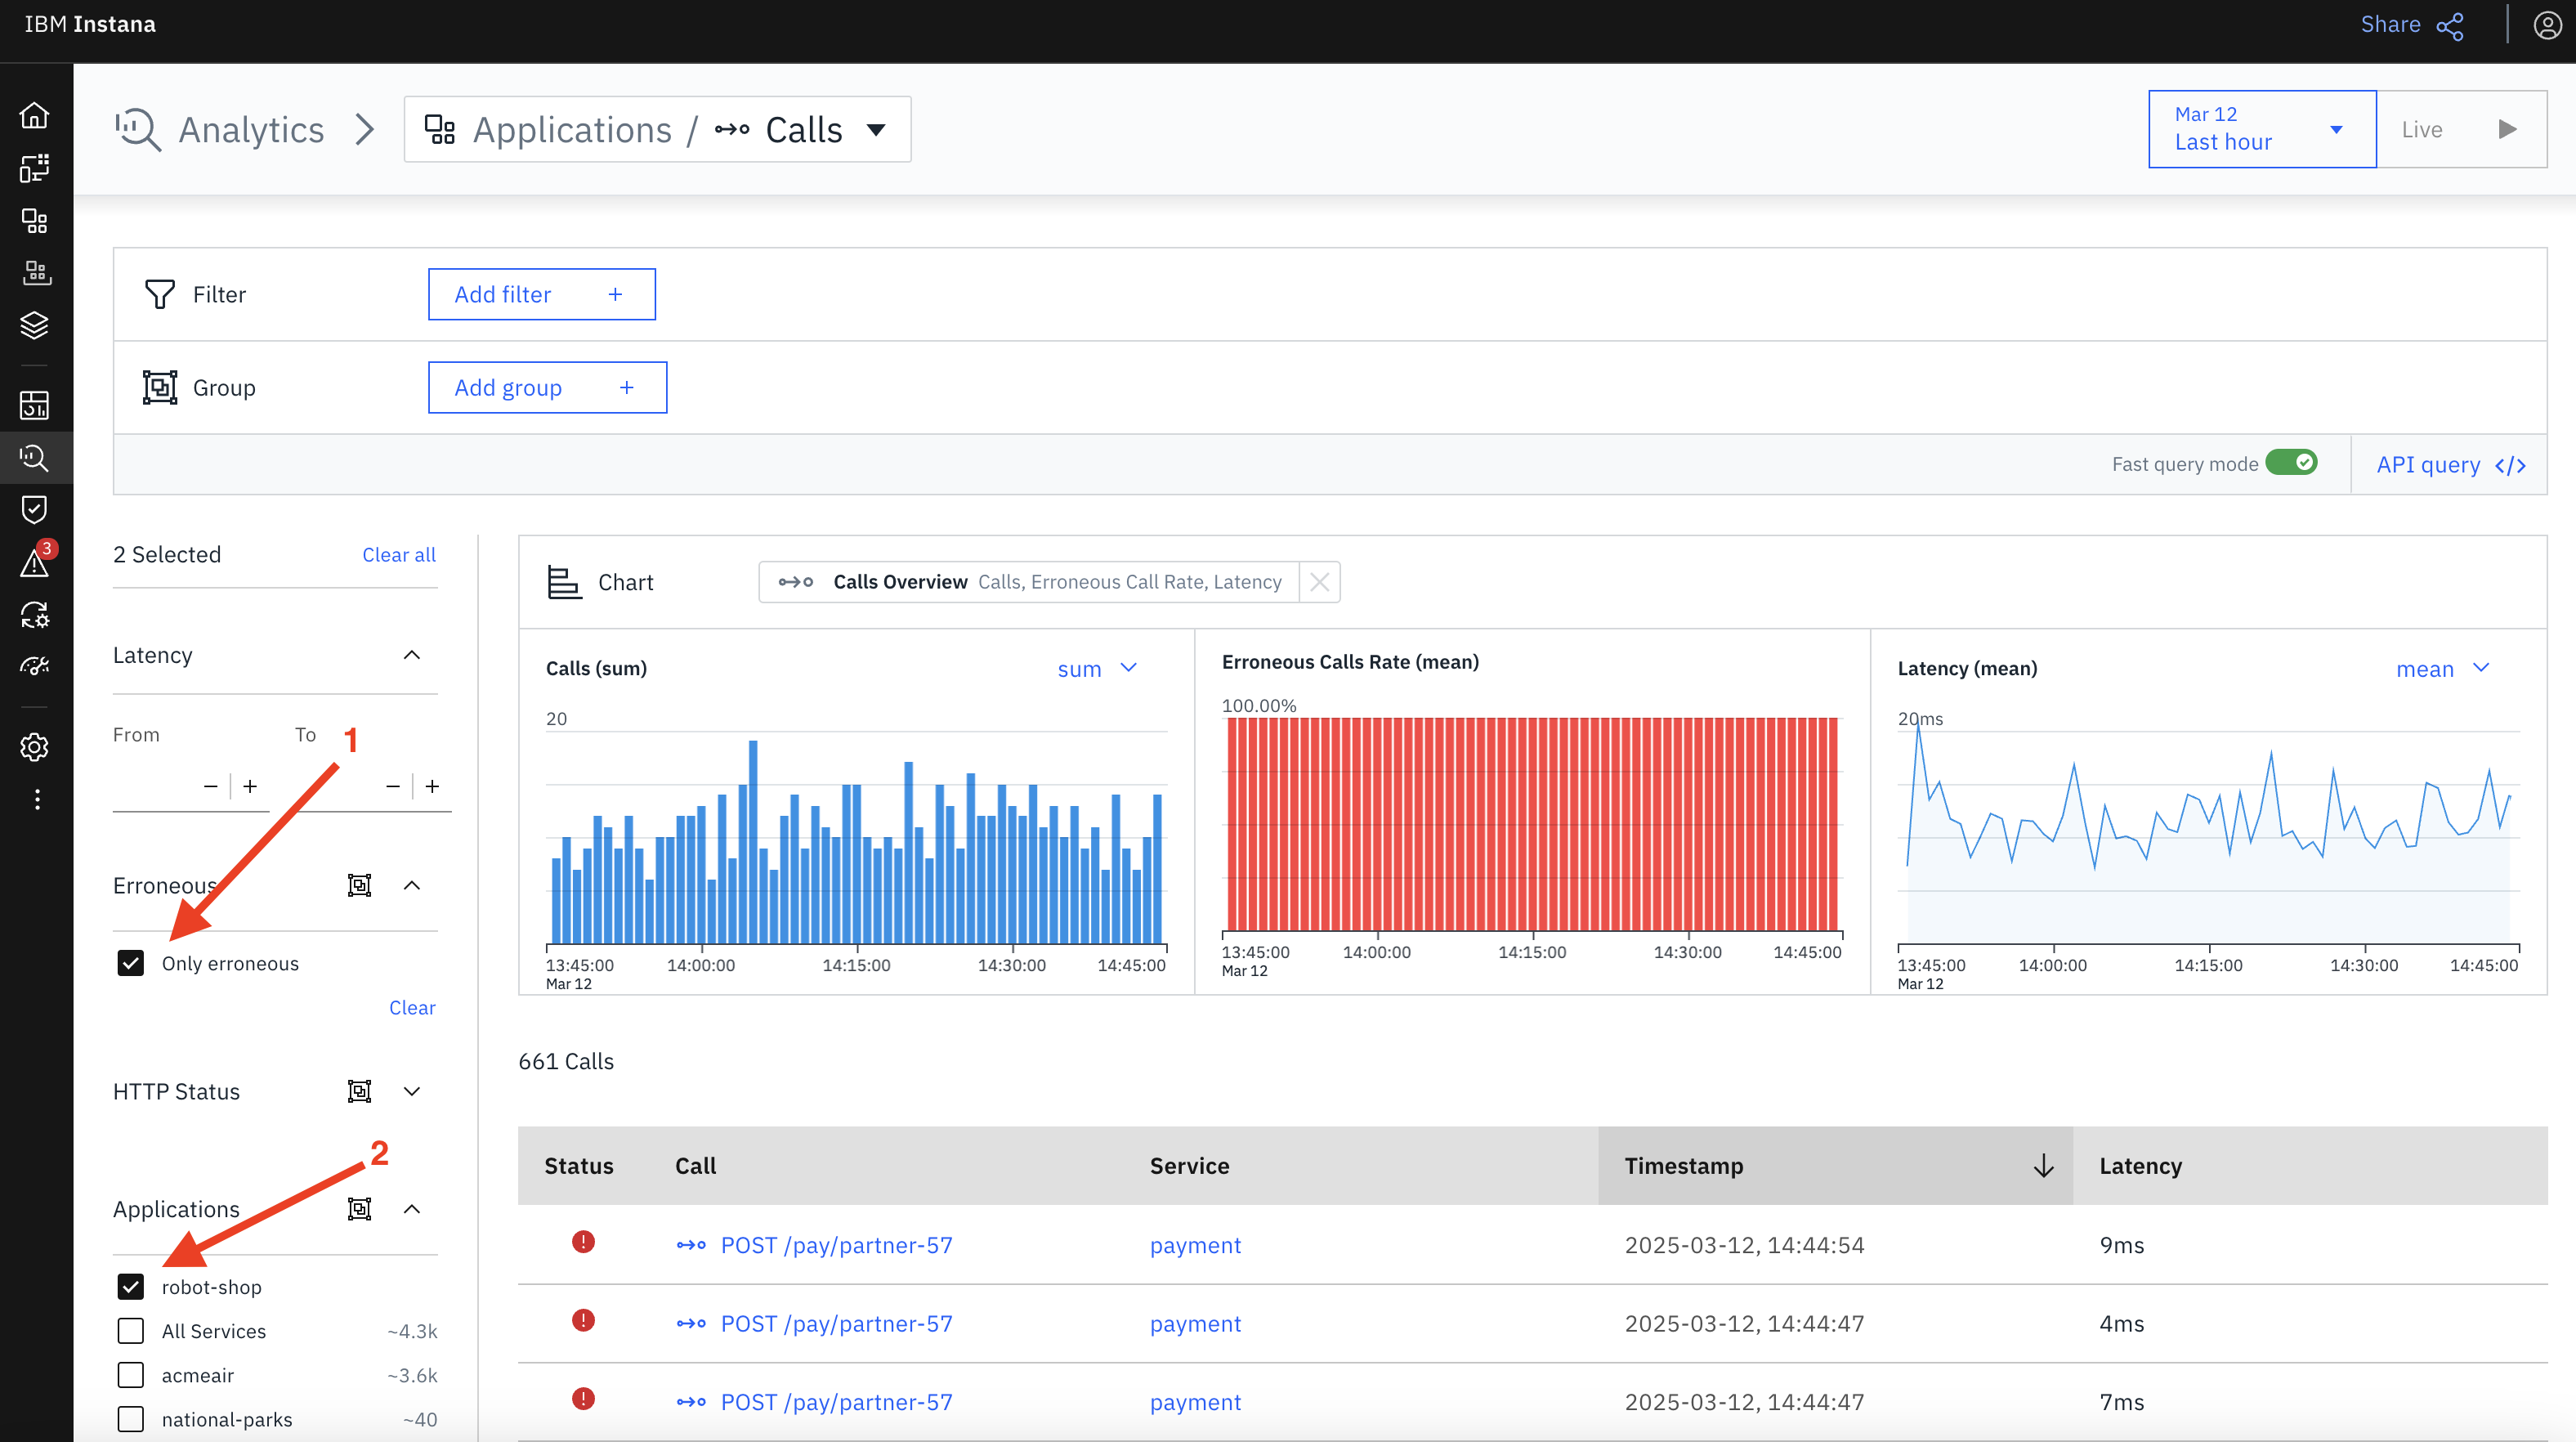 IBM Instana
Share
Analytics
Applications / Calls
Mar 12
Last hour
Live
Filter
Add filter +
Group
Add group +
Fast query mode
API query </>
3
2 Selected
Clear all
Latency
From
To
1
− +
− +
Erroneous
Only erroneous
Clear
HTTP Status
2
Applications
robot-shop
All Services ~4.3k
acmeair ~3.6k
national-parks ~40
Chart
Calls Overview Calls, Erroneous Call Rate, Latency
Calls (sum)
sum
20
13:45:00 14:00:00 14:15:00 14:30:00 14:45:00
Mar 12
Erroneous Calls Rate (mean)
100.00%
13:45:00 14:00:00 14:15:00 14:30:00 14:45:00
Mar 12
Latency (mean)
mean
20ms
13:45:00 14:00:00 14:15:00 14:30:00 14:45:00
Mar 12
661 Calls
Status Call Service Timestamp Latency
POST /pay/partner-57 payment 2025-03-12, 14:44:54 9ms
POST /pay/partner-57 payment 2025-03-12, 14:44:47 4ms
POST /pay/partner-57 payment 2025-03-12, 14:44:47 7ms